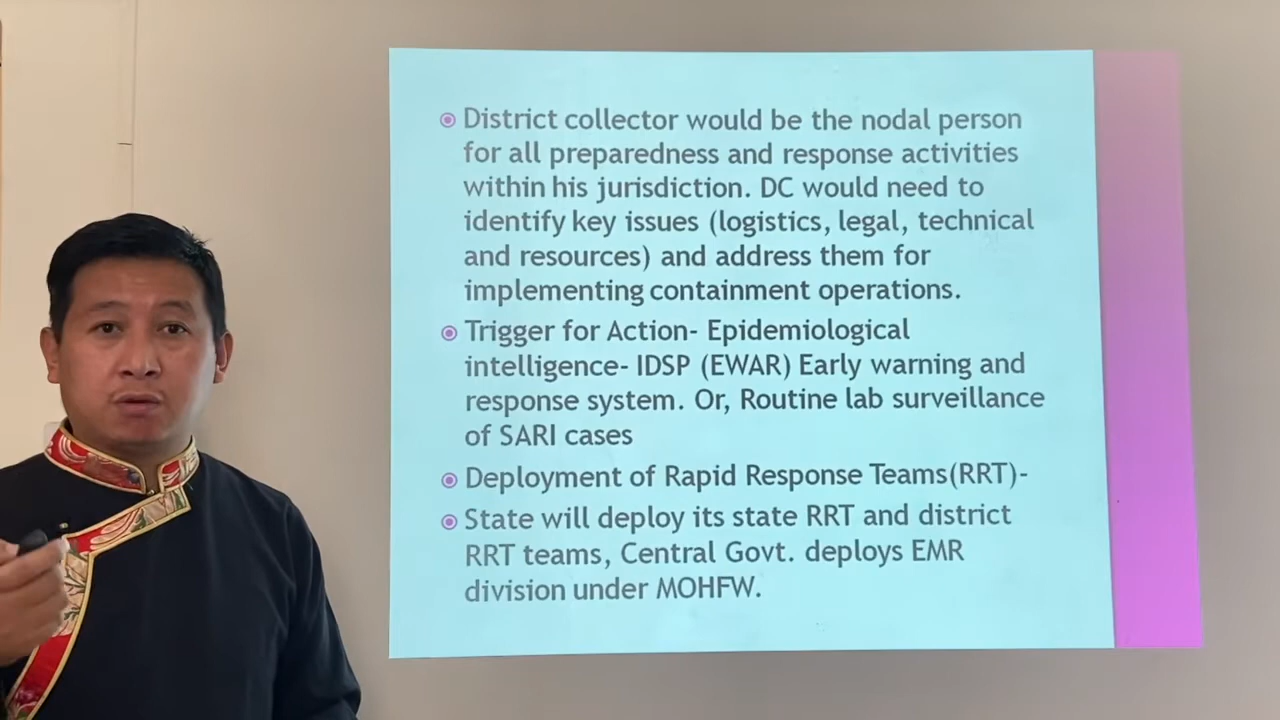 District collector would be the nodal person
for all preparedness and response activities
within his jurisdiction. DC would need to
identify key issues (logistics, legal, technical
and resources) and address them for
implementing containment operations.
Trigger for Action- Epidemiological
intelligence- IDSP (EWAR) Early warning and
response system. Or, Routine lab surveillance
of SARI cases
Deployment of Rapid Response Teams(RRT)-
State will deploy its state RRT and district
RRT teams, Central Govt. deploys EMR
division under MOHFW.